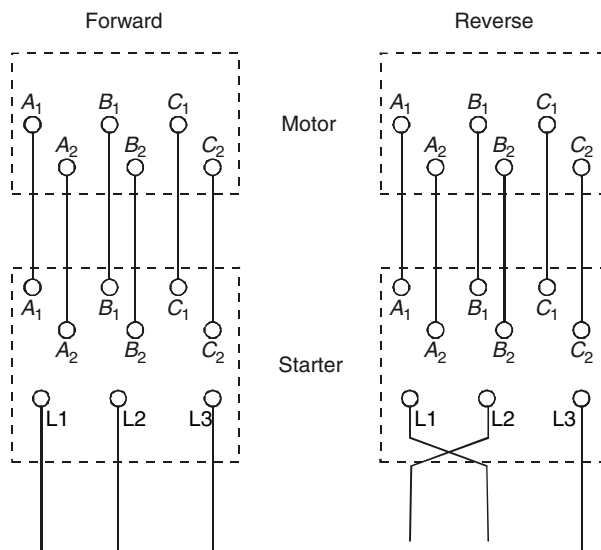 Forward Reverse
A₁ B₁ C₁ A₁ B₁ C₁
Motor
A₂ B₂ C₂ A₂ B₂ C₂
A₁ B₁ C₁ A₁ B₁ C₁
A₂ B₂ C₂ A₂ B₂ C₂
Starter
L1 L2 L3 L1 L2 L3